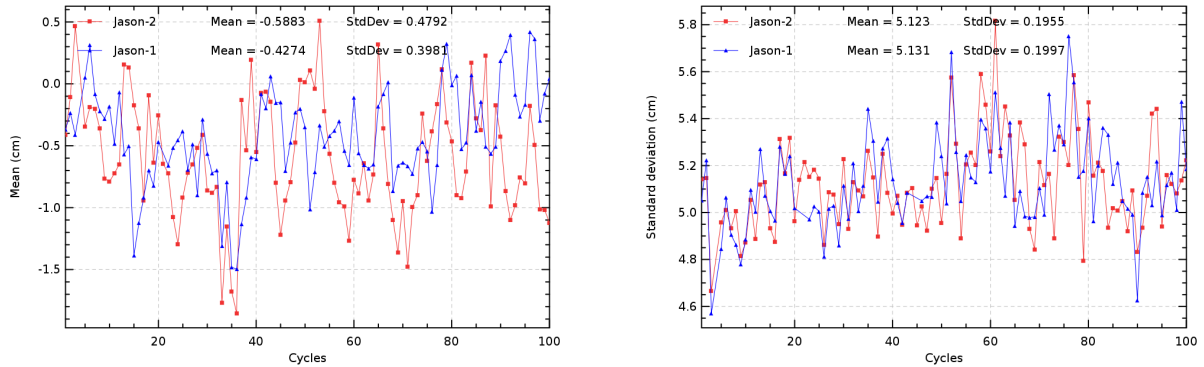 0.5
0.0
-0.5
-1.0
-1.5
Mean (cm)
Jason-2 Mean = -0.5883 StdDev = 0.4792
Jason-1 Mean = -0.4274 StdDev = 0.3981
20 40 60 80 100
Cycles
5.8
5.6
5.4
5.2
5.0
4.8
4.6
Standard deviation (cm)
Jason-2 Mean = 5.123 StdDev = 0.1955
Jason-1 Mean = 5.131 StdDev = 0.1997
20 40 60 80 100
Cycles